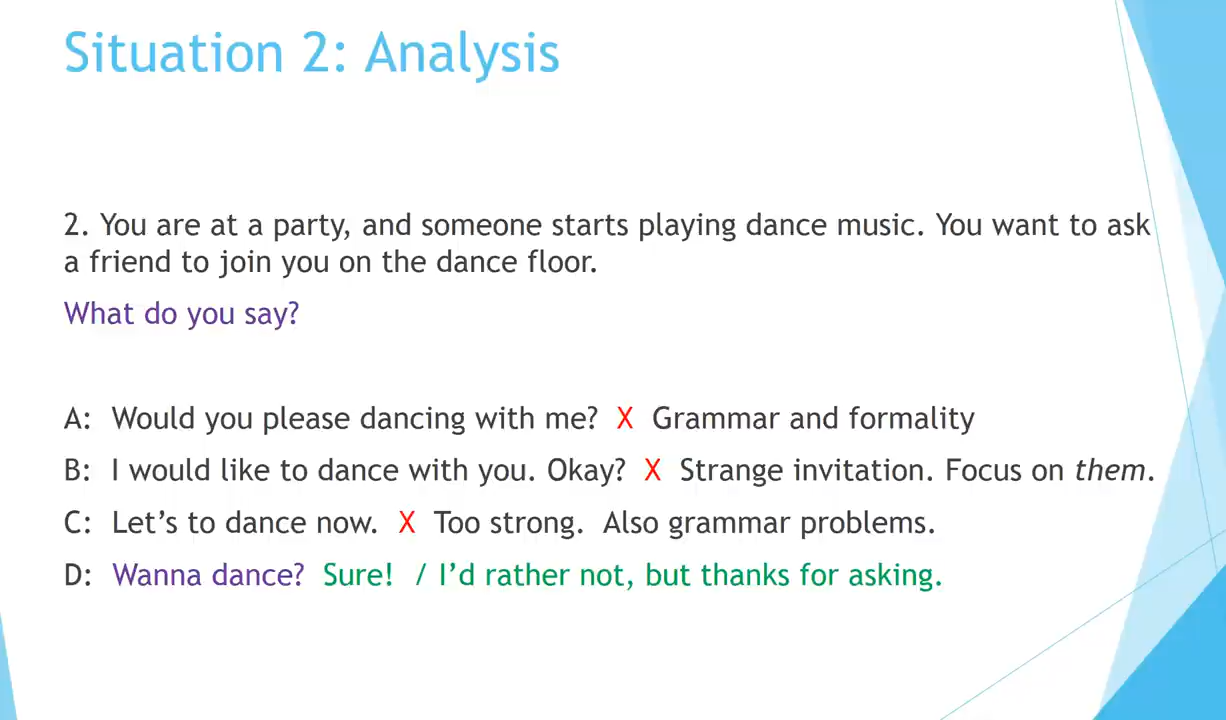 Situation 2: Analysis
2. You are at a party, and someone starts playing dance music. You want to ask
a friend to join you on the dance floor.
What do you say?
A: Would you please dancing with me? X Grammar and formality
B: I would like to dance with you. Okay? X Strange invitation. Focus on them.
C: Let’s to dance now. X Too strong. Also grammar problems.
D: Wanna dance? Sure! / I’d rather not, but thanks for asking.